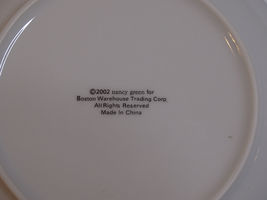 ©2002 nancy green for
Boston Warehouse Trading Corp
All Rights Reserved
Made In China